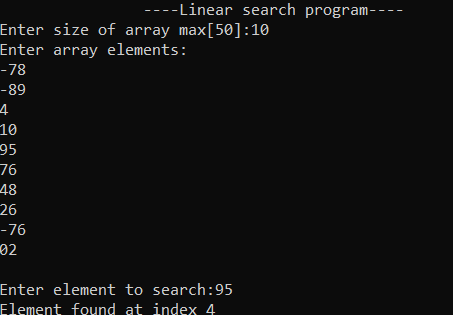 ----Linear search program----
Enter size of array max[50]:10
Enter array elements:
-78
-89
4
10
95
76
48
26
-76
02
Enter element to search:95
Element found at index 4